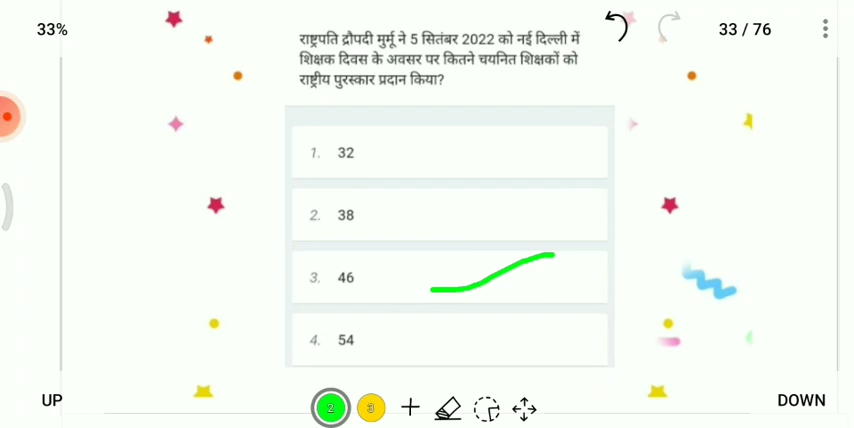 33%
33 / 76
राष्ट्रपति द्रौपदी मुर्मू ने 5 सितंबर 2022 को नई दिल्ली में
शिक्षक दिवस के अवसर पर कितने चयनित शिक्षकों को
राष्ट्रीय पुरस्कार प्रदान किया?
1. 32
2. 38
3. 46
4. 54
UP
2
3
DOWN